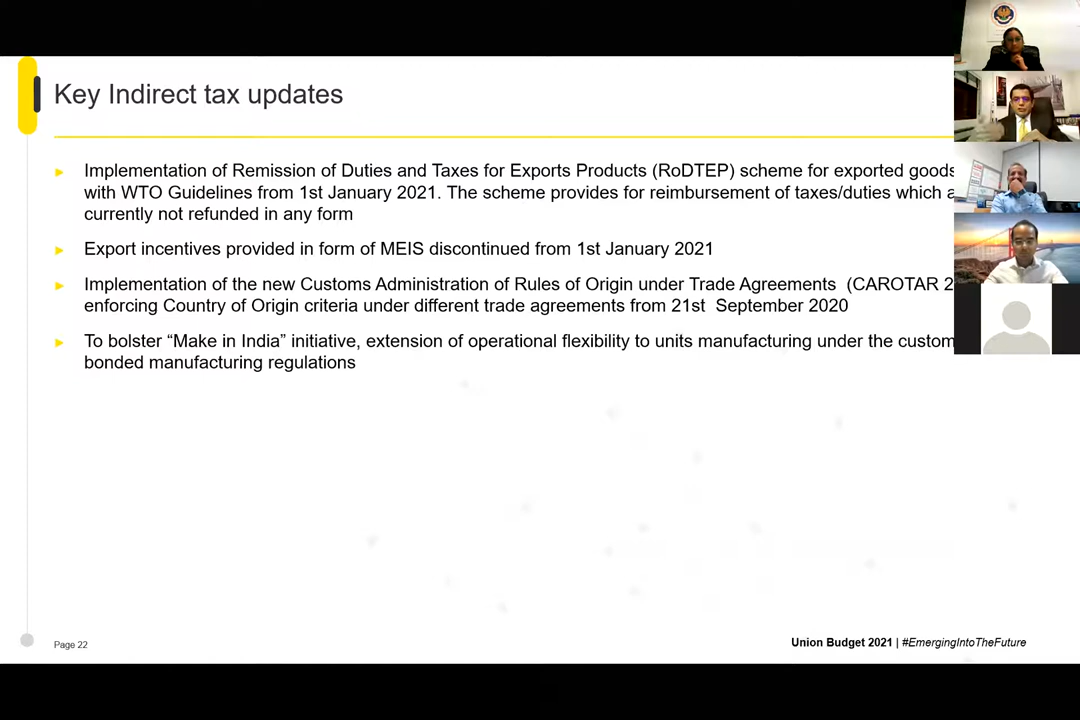 Key Indirect tax updates
Implementation of Remission of Duties and Taxes for Exports Products (RoDTEP) scheme for exported goods
with WTO Guidelines from 1st January 2021. The scheme provides for reimbursement of taxes/duties which
currently not refunded in any form
Export incentives provided in form of MEIS discontinued from 1st January 2021
Implementation of the new Customs Administration of Rules of Origin under Trade Agreements (CAROTAR
enforcing Country of Origin criteria under different trade agreements from 21st September 2020
To bolster “Make in India” initiative, extension of operational flexibility to units manufacturing under the custom
bonded manufacturing regulations
Page 22
Union Budget 2021 | #EmergingIntoTheFuture